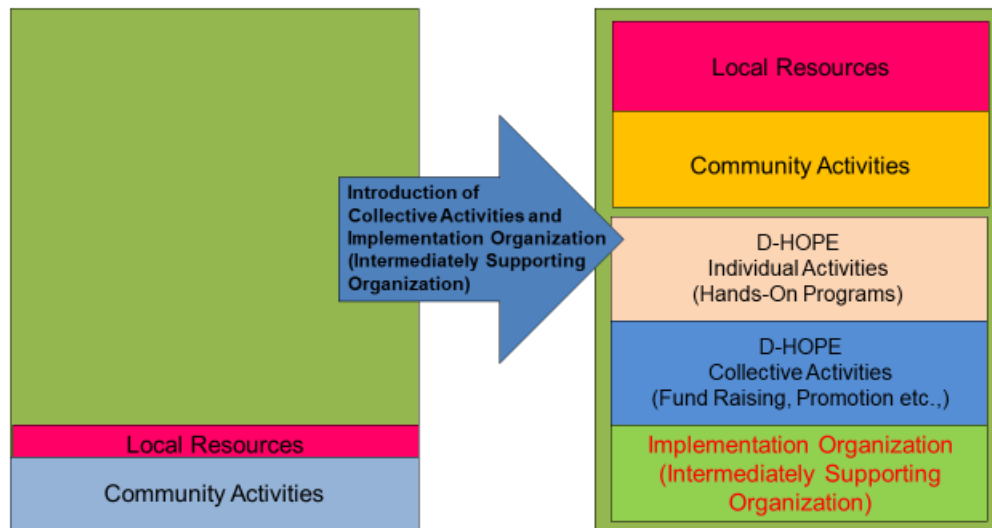 Local Resources
Community Activities
Introduction of
Collective Activities and
Implementation Organization
(Intermediately Supporting
Organization)
Local Resources
Community Activities
D-HOPE
Individual Activities
(Hands-On Programs)
D-HOPE
Collective Activities
(Fund Raising, Promotion etc.,)
Implementation Organization
(Intermediately Supporting
Organization)